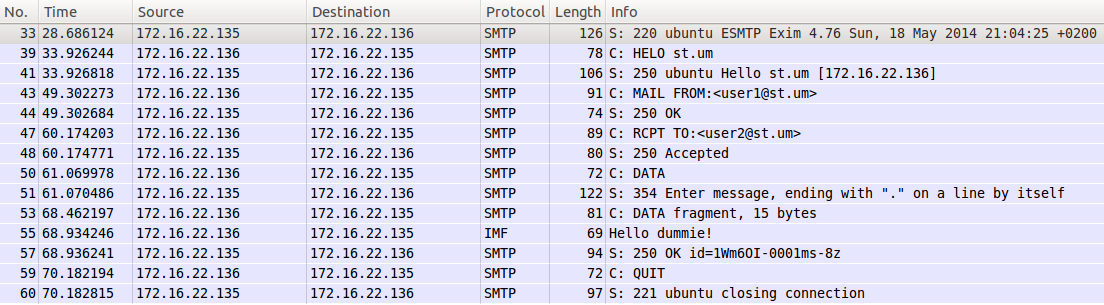 No. Time Source Destination Protocol Length Info
33 28.686124 172.16.22.135 172.16.22.136 SMTP 126 S: 220 ubuntu ESMTP Exim 4.76 Sun, 18 May 2014 21:04:25 +0200
39 33.926244 172.16.22.136 172.16.22.135 SMTP 78 C: HELO st.um
41 33.926818 172.16.22.135 172.16.22.136 SMTP 106 S: 250 ubuntu Hello st.um [172.16.22.136]
43 49.302273 172.16.22.136 172.16.22.135 SMTP 91 C: MAIL FROM:<user1@st.um>
44 49.302684 172.16.22.135 172.16.22.136 SMTP 74 S: 250 OK
47 60.174203 172.16.22.136 172.16.22.135 SMTP 89 C: RCPT TO:<user2@st.um>
48 60.174771 172.16.22.135 172.16.22.136 SMTP 80 S: 250 Accepted
50 61.069978 172.16.22.136 172.16.22.135 SMTP 72 C: DATA
51 61.070486 172.16.22.135 172.16.22.136 SMTP 122 S: 354 Enter message, ending with "." on a line by itself
53 68.462197 172.16.22.136 172.16.22.135 SMTP 81 C: DATA fragment, 15 bytes
55 68.934246 172.16.22.136 172.16.22.135 IMF 69 Hello dummie!
57 68.936241 172.16.22.135 172.16.22.136 SMTP 94 S: 250 OK id=1Wm6OI-0001ms-8z
59 70.182194 172.16.22.136 172.16.22.135 SMTP 72 C: QUIT
60 70.182815 172.16.22.135 172.16.22.136 SMTP 97 S: 221 ubuntu closing connection